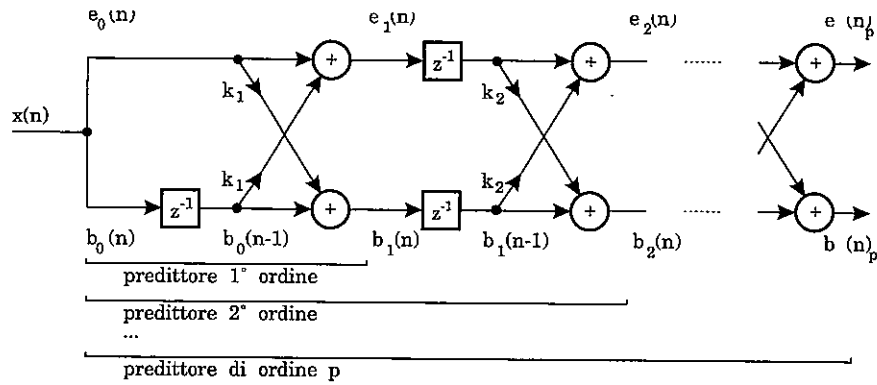 e₀(n) e₁(n) e₂(n) e (n)ₚ
+ z⁻¹ + +
k₁ k₂
x(n)
k₁ k₂
z⁻¹ + z⁻¹ + +
b₀(n) b₀(n-1) b₁(n) b₁(n-1) b₂(n) b (n)ₚ
predittore 1° ordine
predittore 2° ordine
...
predittore di ordine p